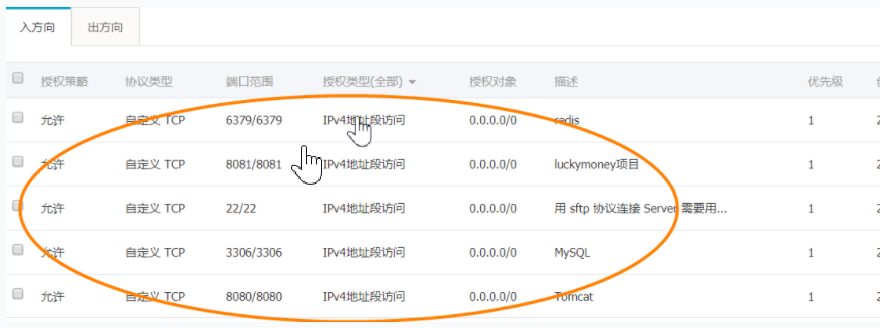 入方向 出方向
授权策略 协议类型 端口范围 授权类型(全部) 授权对象 描述 优先级
允许 自定义 TCP 6379/6379 IPv4地址段访问 0.0.0.0/0 redis 1
允许 自定义 TCP 8081/8081 IPv4地址段访问 0.0.0.0/0 luckymoney项目 1
允许 自定义 TCP 22/22 IPv4地址段访问 0.0.0.0/0 用 sftp 协议连接 Server 需要用... 1
允许 自定义 TCP 3306/3306 IPv4地址段访问 0.0.0.0/0 MySQL 1
允许 自定义 TCP 8080/8080 IPv4地址段访问 0.0.0.0/0 Tomcat 1